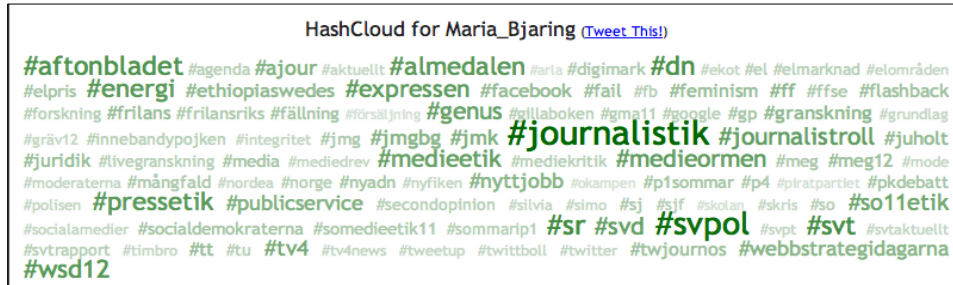 HashCloud for Maria_Bjaring (Tweet This!)
#aftonbladet #agenda #ajour #aktuellt #almedalen #arla #digimark #dn #ekot #el #elmarknad #elområden
#elpris #energi #ethiopiaswedes #expressen #facebook #fail #fb #feminism #ff #ffse #flashback
#forskning #frilans #frilansriks #fällning #försäljning #genus #gillaboken #gma11 #google #gp #granskning #grundlag
#gräv12 #innebandypojken #integritet #jmg #jmgbg #jmk #journalistik #journalistroll #juholt
#juridik #livegranskning #media #mediedrev #medieetik #mediekritik #medieormen #meg #meg12 #mode
#moderaterna #mångfald #nordea #norge #nyadn #nyfiken #nyttjobb #okampen #p1sommar #p4 #piratpartiet #pkdebatt
#polisen #pressetik #publicservice #secondopinion #silvia #simo #sj #sjf #skolan #skris #so #so11etik
#socialamedier #socialdemokraterna #somedieetik11 #sommarip1 #sr #svd #svpol #svpt #svt #svtaktuellt
#svtrapport #timbro #tt #tu #tv4 #tv4news #tweetup #twittboll #twitter #twjournos #webbstrategidagarna
#wsd12